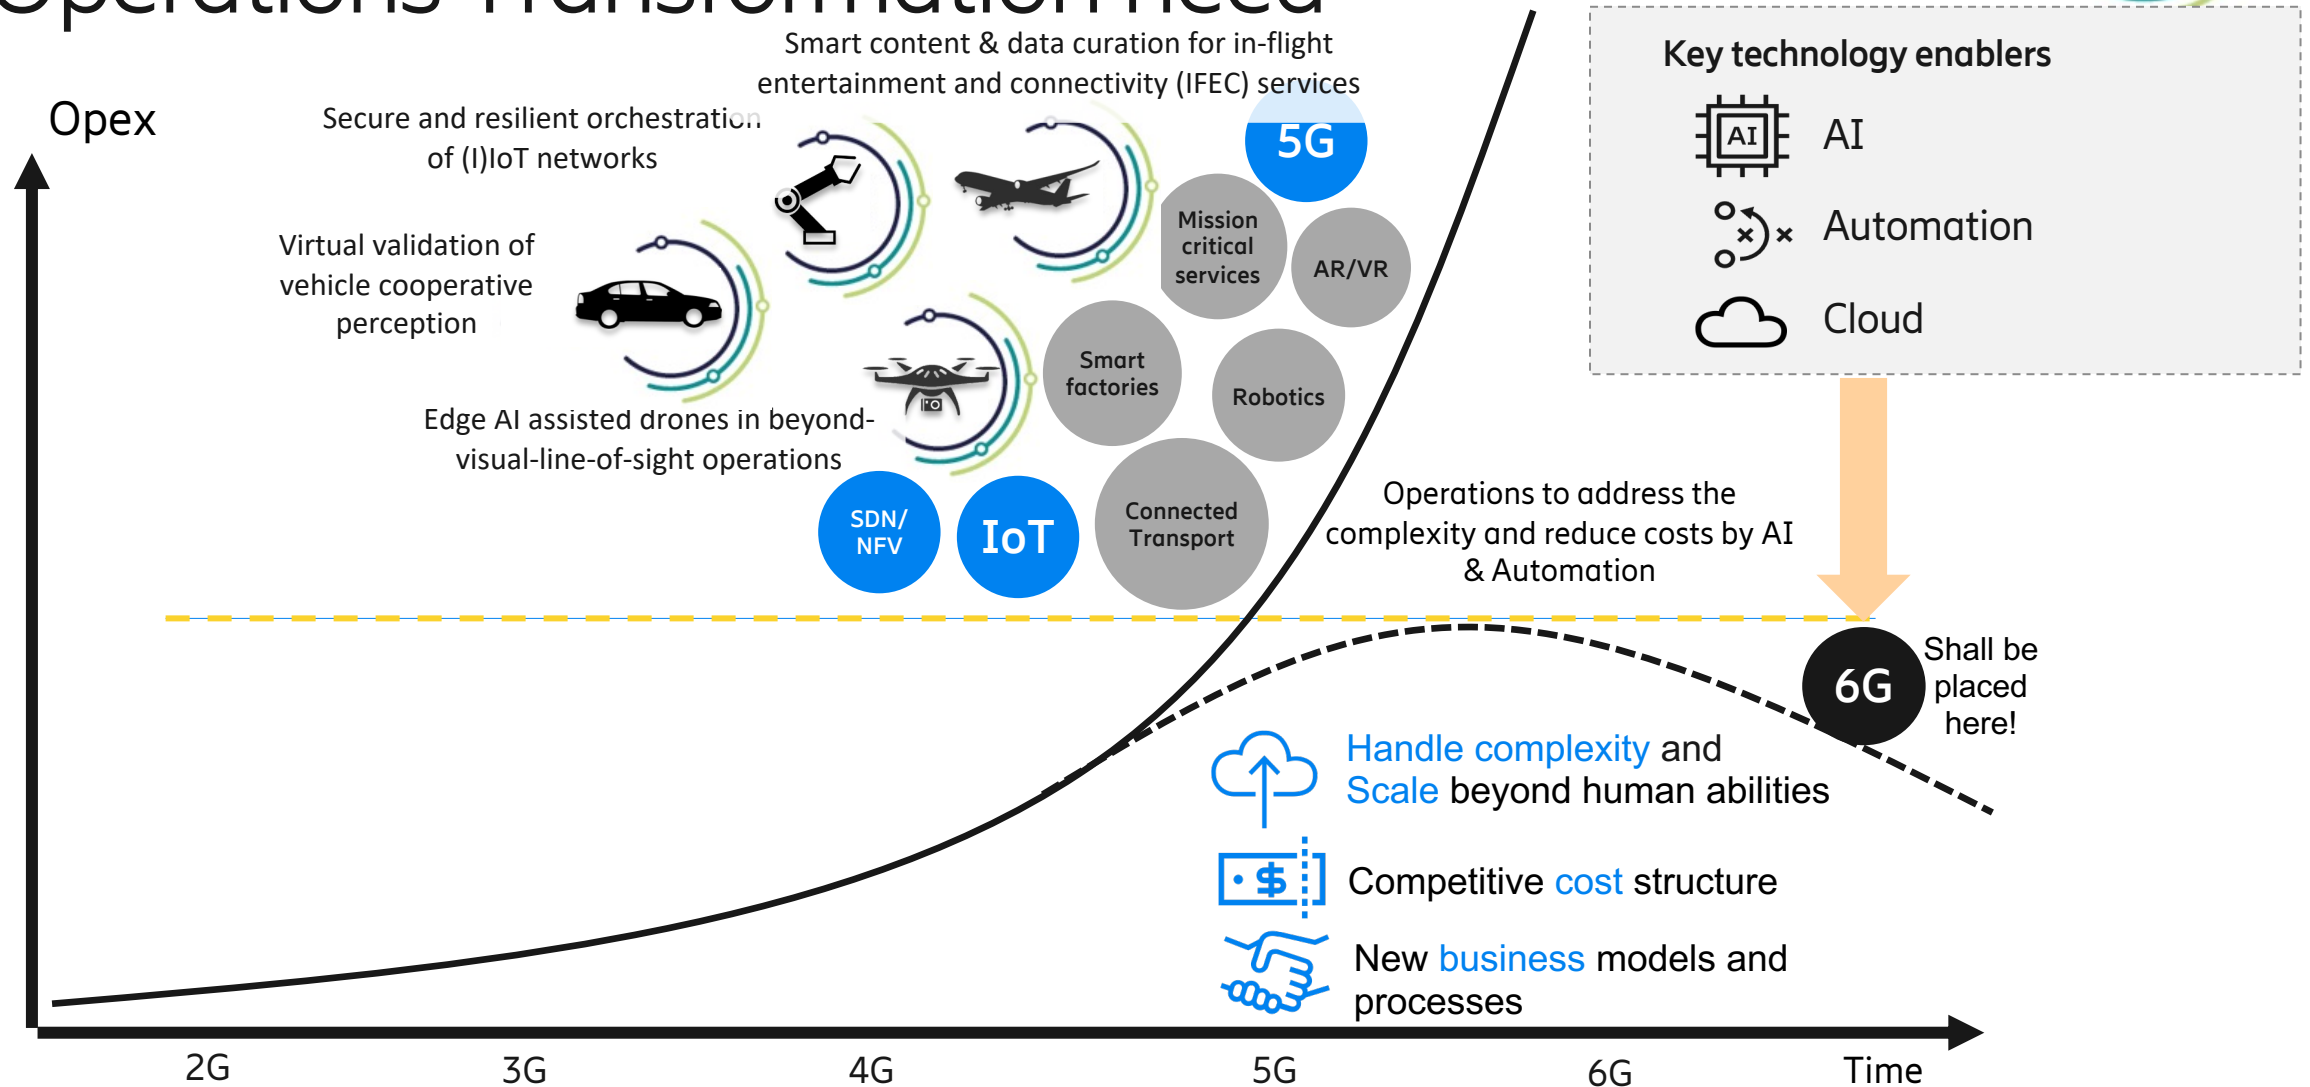 Operations Transformation need
Smart content & data curation for in-flight
entertainment and connectivity (IFEC) services
Key technology enablers
AI
AI
Automation
Cloud
Opex
Secure and resilient orchestration
of (I)IoT networks
Virtual validation of
vehicle cooperative
perception
Edge AI assisted drones in beyond-
visual-line-of-sight operations
5G
Mission
critical
services
AR/VR
Smart
factories
Robotics
SDN/
NFV
IoT
Connected
Transport
Operations to address the
complexity and reduce costs by AI
& Automation
6G
Shall be
placed
here!
Handle complexity and
Scale beyond human abilities
$
Competitive cost structure
New business models and
processes
2G
3G
4G
5G
6G
Time